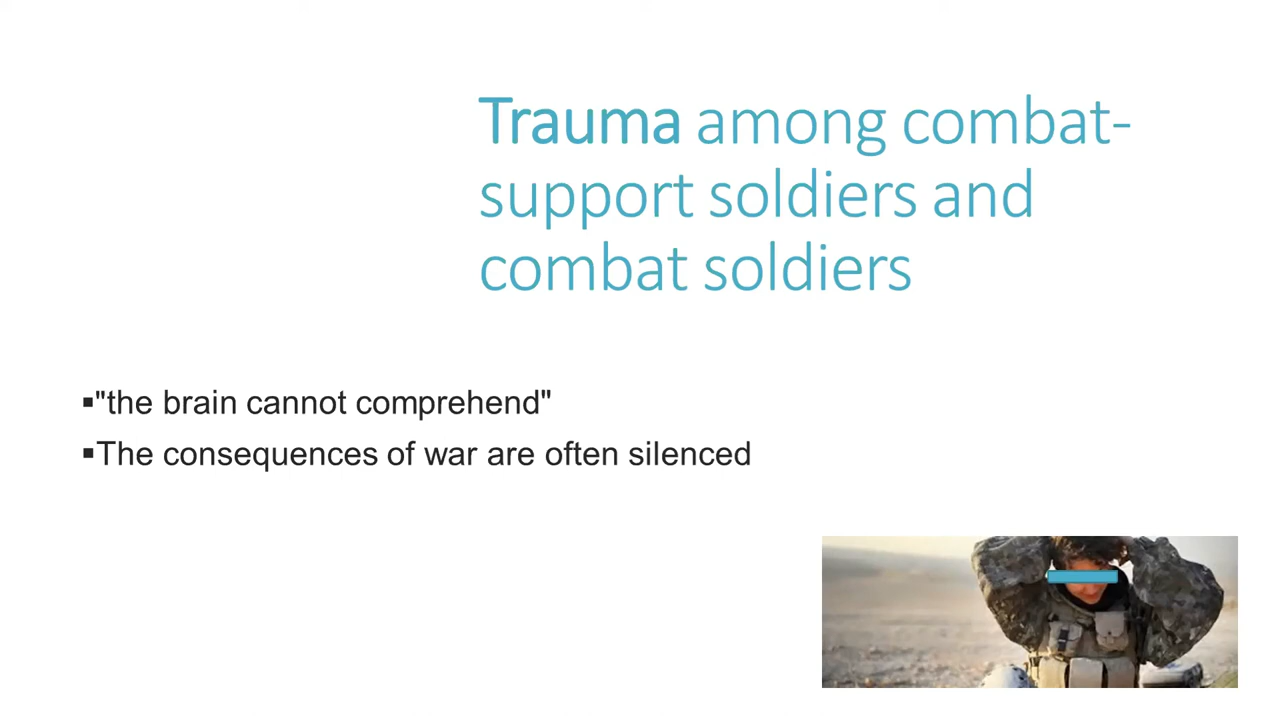 Trauma among combat-
support soldiers and
combat soldiers
▪"the brain cannot comprehend"
▪The consequences of war are often silenced